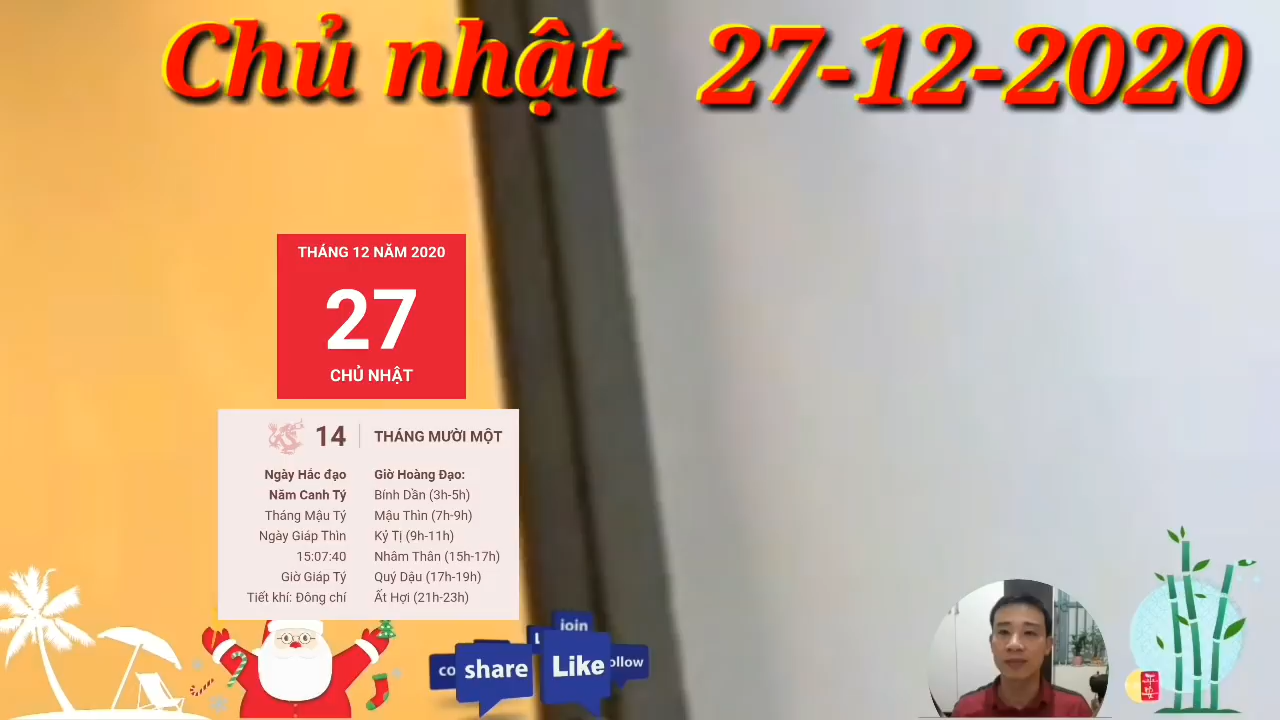 Chủ nhật 27-12-2020
THÁNG 12 NĂM 2020
27
CHỦ NHẬT
14 THÁNG MƯỜI MỘT
Ngày Hắc đạo Giờ Hoàng Đạo:
Năm Canh Tý Bính Dần (3h-5h)
Tháng Mậu Tý Mậu Thìn (7h-9h)
Ngày Giáp Thìn Kỷ Tị (9h-11h)
15:07:40 Nhâm Thân (15h-17h)
Giờ Giáp Tý Quý Dậu (17h-19h)
Tiết khí: Đông chí Ất Hợi (21h-23h)
join
co share Like ollow